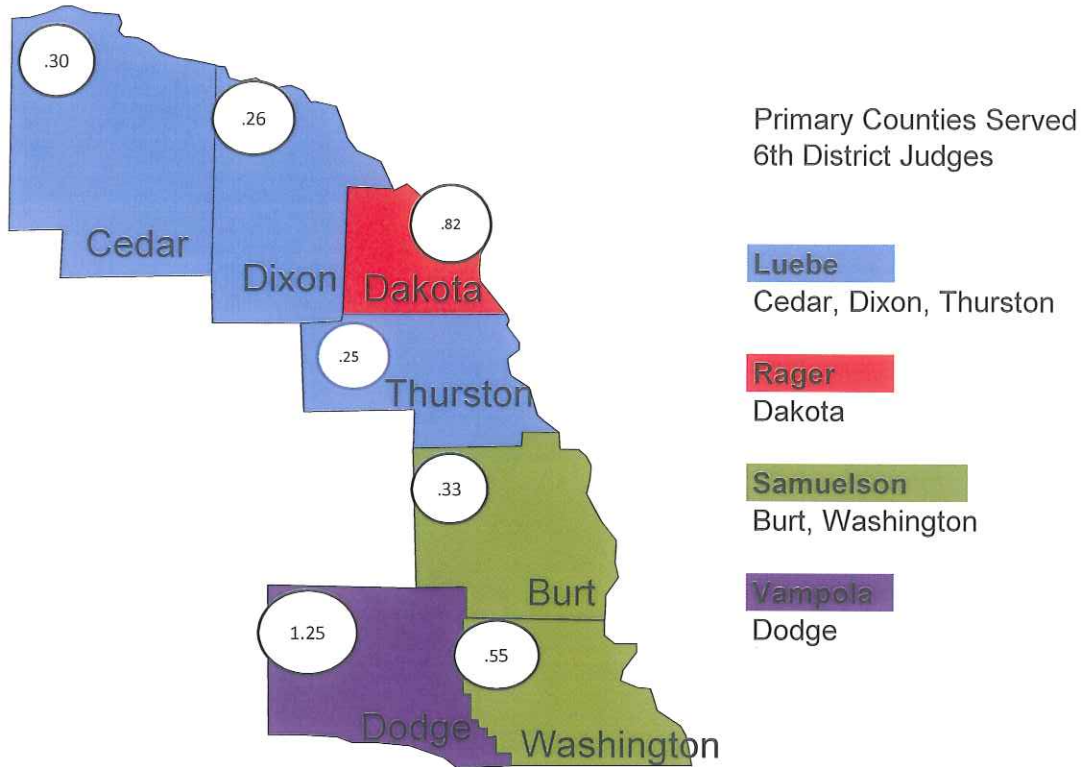 .30
.26
.82
Cedar
Dixon
Dakota
.25
Thurston
.33
Burt
1.25
.55
Dodge
Washington
Primary Counties Served
6th District Judges
Luebe
Cedar, Dixon, Thurston
Rager
Dakota
Samuelson
Burt, Washington
Vampola
Dodge